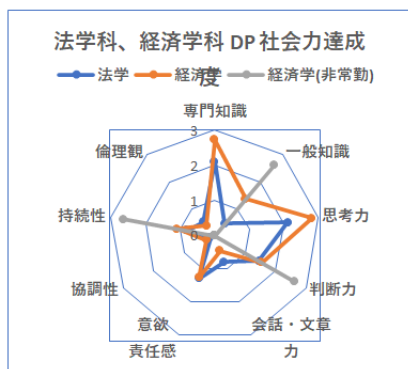 法学科、経済学科 DP 社会力達成
度
法学 経済学 経済学(非常勤)
専門知識
倫理観 一般知識
持続性 思考力
協調性 判断力
意欲 会話・文章
責任感 力
3
2
1
0